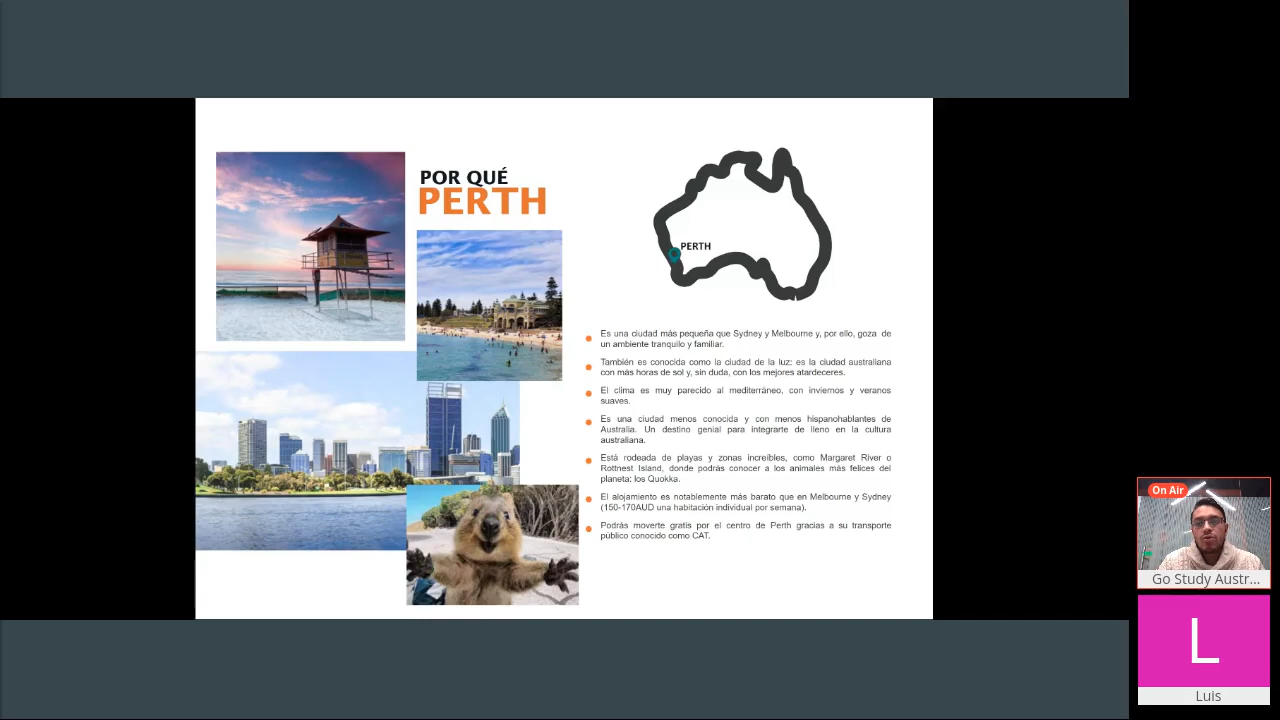 POR QUÉ
PERTH
PERTH
Es una ciudad más pequeña que Sydney y Melbourne y, por ello, goza de
un ambiente tranquilo y familiar.
También es conocida como la ciudad de la luz: es la ciudad australiana
con más horas de sol y, sin duda, con los mejores atardeceres.
El clima es muy parecido al mediterráneo, con inviernos y veranos
suaves.
Es una ciudad menos conocida y con menos hispanohablantes de
Australia. Un destino genial para integrarte de lleno en la cultura
australiana.
Está rodeada de playas y zonas increíbles, como Margaret River o
Rottnest Island, donde podrás conocer a los animales más felices del
planeta: los Quokka.
El alojamiento es notablemente más barato que en Melbourne y Sydney
(150-170AUD una habitación individual por semana).
Podrás moverte gratis por el centro de Perth gracias a su transporte
público conocido como CAT.
On Air
Go Study Austr...
L
Luis